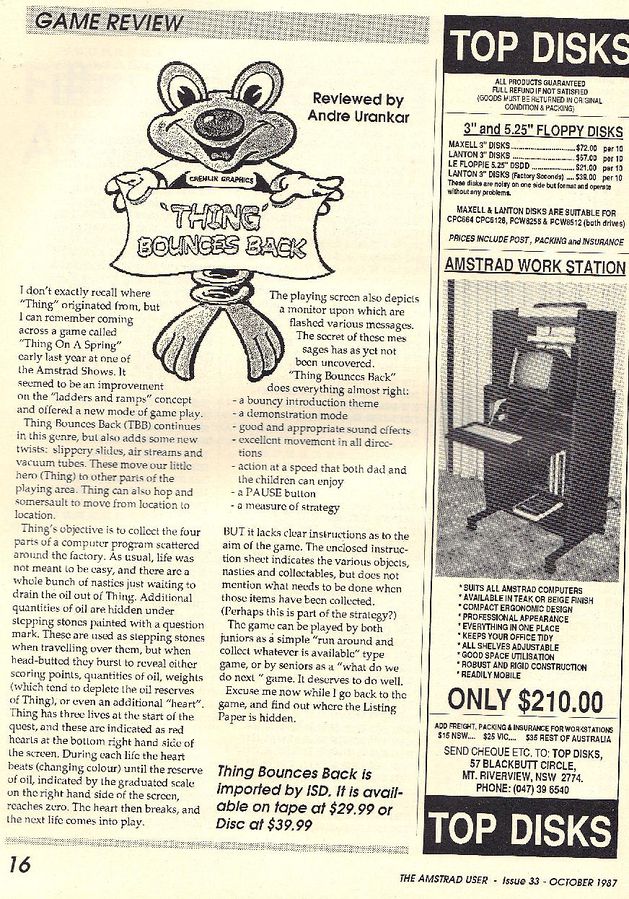 GAME REVIEW
Reviewed by
Andre Urankar
GREMLIN GRAPHICS
'THING'
BOUNCES BACK
I don't exactly recall where
"Thing" originated from, but
I can remember coming
across a game called
"Thing On A Spring"
early last year at one of
the Amstrad Shows. It
seemed to be an improvement
on the "ladders and ramps" concept
and offered a new mode of game play.
Thing Bounces Back (TBB) continues
in this genre, but also adds some new
twists: slippery slides, air streams and
vacuum tubes. These move our little
hero (Thing) to other parts of the
playing area. Thing can also hop and
somersault to move from location to
location.
Thing's objective is to collect the four
parts of a computer program scattered
around the factory. As usual, life was
not meant to be easy, and there are a
whole bunch of nasties just waiting to
drain the oil out of Thing. Additional
quantities of oil are hidden under
stepping stones painted with a question
mark. These are used as stepping stones
when travelling over them, but when
head-butted they burst to reveal either
scoring points, quantities of oil, weights
(which tend to deplete the oil reserves
of Thing), or even an additional "heart".
Thing has three lives at the start of the
quest, and these are indicated as red
hearts at the bottom right hand side of
the screen. During each life the heart
beats (changing colour) until the reserve
of oil, indicated by the graduated scale
on the right hand side of the screen,
reaches zero. The heart then breaks, and
the next life comes into play.
The playing screen also depicts
a monitor upon which are
flashed various messages.
The secret of these mes
sages has as yet not
been uncovered.
"Thing Bounces Back"
does everything almost right:
- a bouncy introduction theme
- a demonstration mode
- good and appropriate sound effects
- excellent movement in all direc-
tions
- action at a speed that both dad and
the children can enjoy
- a PAUSE button
- a measure of strategy
BUT it lacks clear instructions as to the
aim of the game. The enclosed instruc-
tion sheet indicates the various objects,
nasties and collectables, but does not
mention what needs to be done when
those items have been collected.
(Perhaps this is part of the strategy?)
The game can be played by both
juniors as a simple "run around and
collect whatever is available" type
game, or by seniors as a "what do we
do next " game. It deserves to do well.
Excuse me now while I go back to the
game, and find out where the Listing
Paper is hidden.
Thing Bounces Back is
imported by ISD. It is avail-
able on tape at $29.99 or
Disc at $39.99
TOP DISKS
ALL PRODUCTS GUARANTEED
FULL REFUND IF NOT SATISFIED
(GOODS MUST BE RETURNED IN ORIGINAL
CONDITION & PACKING)
3" and 5.25" FLOPPY DISKS
MAXELL 3" DISKS $72.00 per 10
LANTON 3" DISKS $67.00 per 10
LE FLOPPIE 5.25" DSDD $21.00 per 10
LANTON 3" DISKS (Factory Seconds) $39.00 per 10
These disks are noisy on one side but format and operate
without any problems.
MAXELL & LANTON DISKS ARE SUITABLE FOR
CPC664 CPC6128, PCW8256 & PCW8512 (both drives)
PRICES INCLUDE POST, PACKING and INSURANCE
AMSTRAD WORK STATION
* SUITS ALL AMSTRAD COMPUTERS
* AVAILABLE IN TEAK OR BEIGE FINISH
* COMPACT ERGONOMIC DESIGN
* PROFESSIONAL APPEARANCE
* EVERYTHING IN ONE PLACE
* KEEPS YOUR OFFICE TIDY
* ALL SHELVES ADJUSTABLE
* GOOD SPACE UTILISATION
* ROBUST AND RIGID CONSTRUCTION
* READILY MOBILE
ONLY $210.00
ADD FREIGHT, PACKING & INSURANCE FOR WORKSTATIONS
$15 NSW.... $25 VIC.... $35 REST OF AUSTRALIA
SEND CHEQUE ETC. TO: TOP DISKS,
57 BLACKBUTT CIRCLE,
MT. RIVERVIEW, NSW 2774.
PHONE: (047) 39 6540
TOP DISKS
16
THE AMSTRAD USER - Issue 33 - OCTOBER 1987